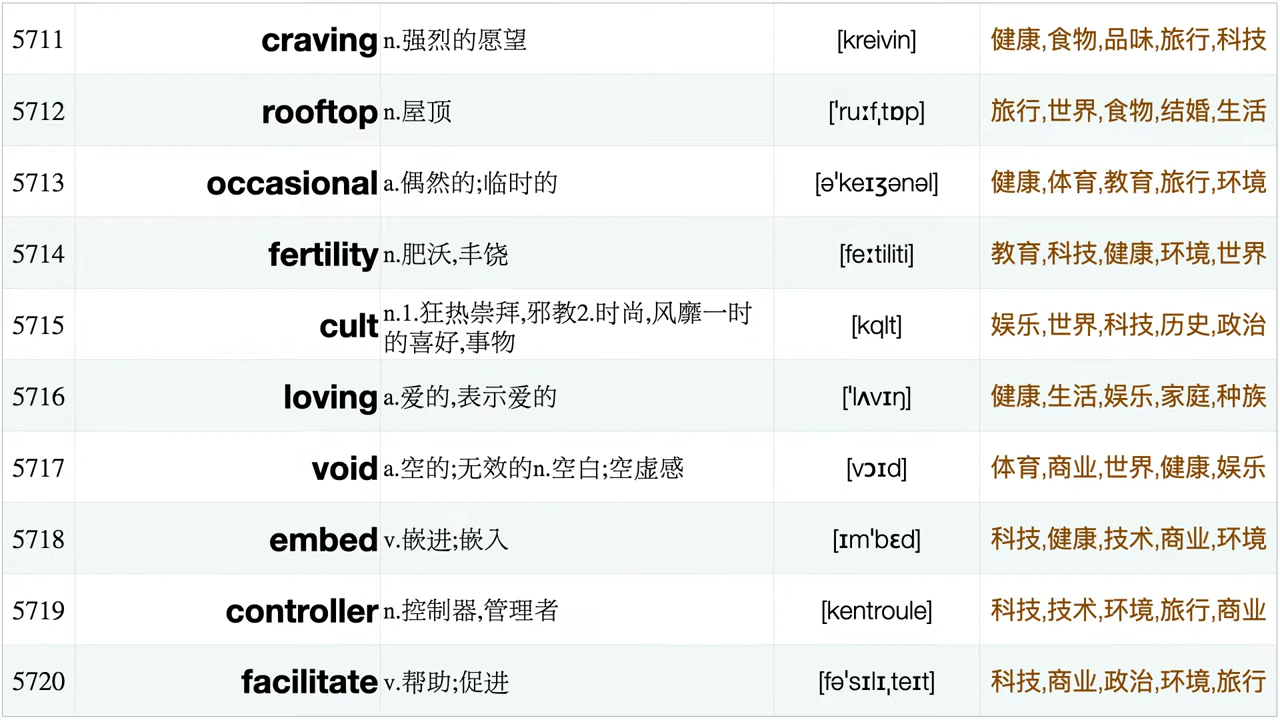 5711 craving n.强烈的愿望 [kreivin] 健康,食物,品味,旅行,科技
5712 rooftop n.屋顶 [ˈruːfˌtɒp] 旅行,世界,食物,结婚,生活
5713 occasional a.偶然的;临时的 [əˈkeɪʒənəl] 健康,体育,教育,旅行,环境
5714 fertility n.肥沃,丰饶 [feːtiliti] 教育,科技,健康,环境,世界
5715 cult n.1.狂热崇拜,邪教2.时尚,风靡一时
的喜好,事物 [kqlt] 娱乐,世界,科技,历史,政治
5716 loving a.爱的,表示爱的 [ˈlʌvɪŋ] 健康,生活,娱乐,家庭,种族
5717 void a.空的;无效的n.空白;空虚感 [vɔɪd] 体育,商业,世界,健康,娱乐
5718 embed v.嵌进;嵌入 [ɪmˈbɛd] 科技,健康,技术,商业,环境
5719 controller n.控制器,管理者 [kentroule] 科技,技术,环境,旅行,商业
5720 facilitate v.帮助;促进 [fəˈsɪlɪˌteɪt] 科技,商业,政治,环境,旅行